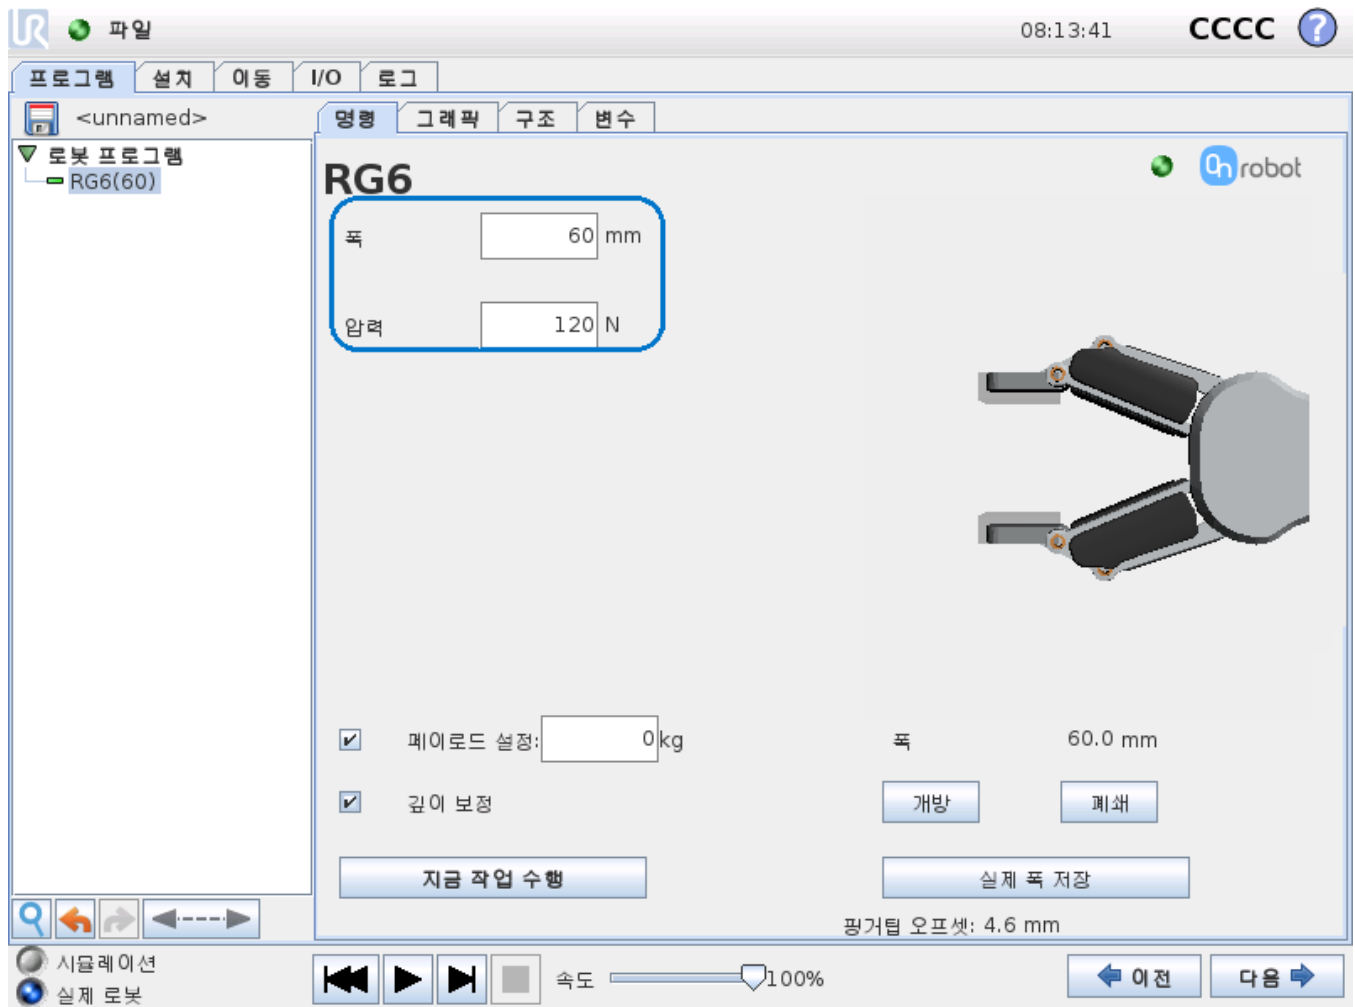 UR 파일 08:13:41 CCCC ?
프로그램 설치 이동 I/O 로그
<unnamed> 명령 그래픽 구조 변수
로봇 프로그램
RG6(60)
RG6
On robot
폭 60 mm
압력 120 N
페이로드 설정: 0 kg
폭 60.0 mm
깊이 보정
개방 폐쇄
지금 작업 수행 실제 폭 저장
핑거팁 오프셋: 4.6 mm
시뮬레이션
실제 로봇
속도 100%
이전 다음